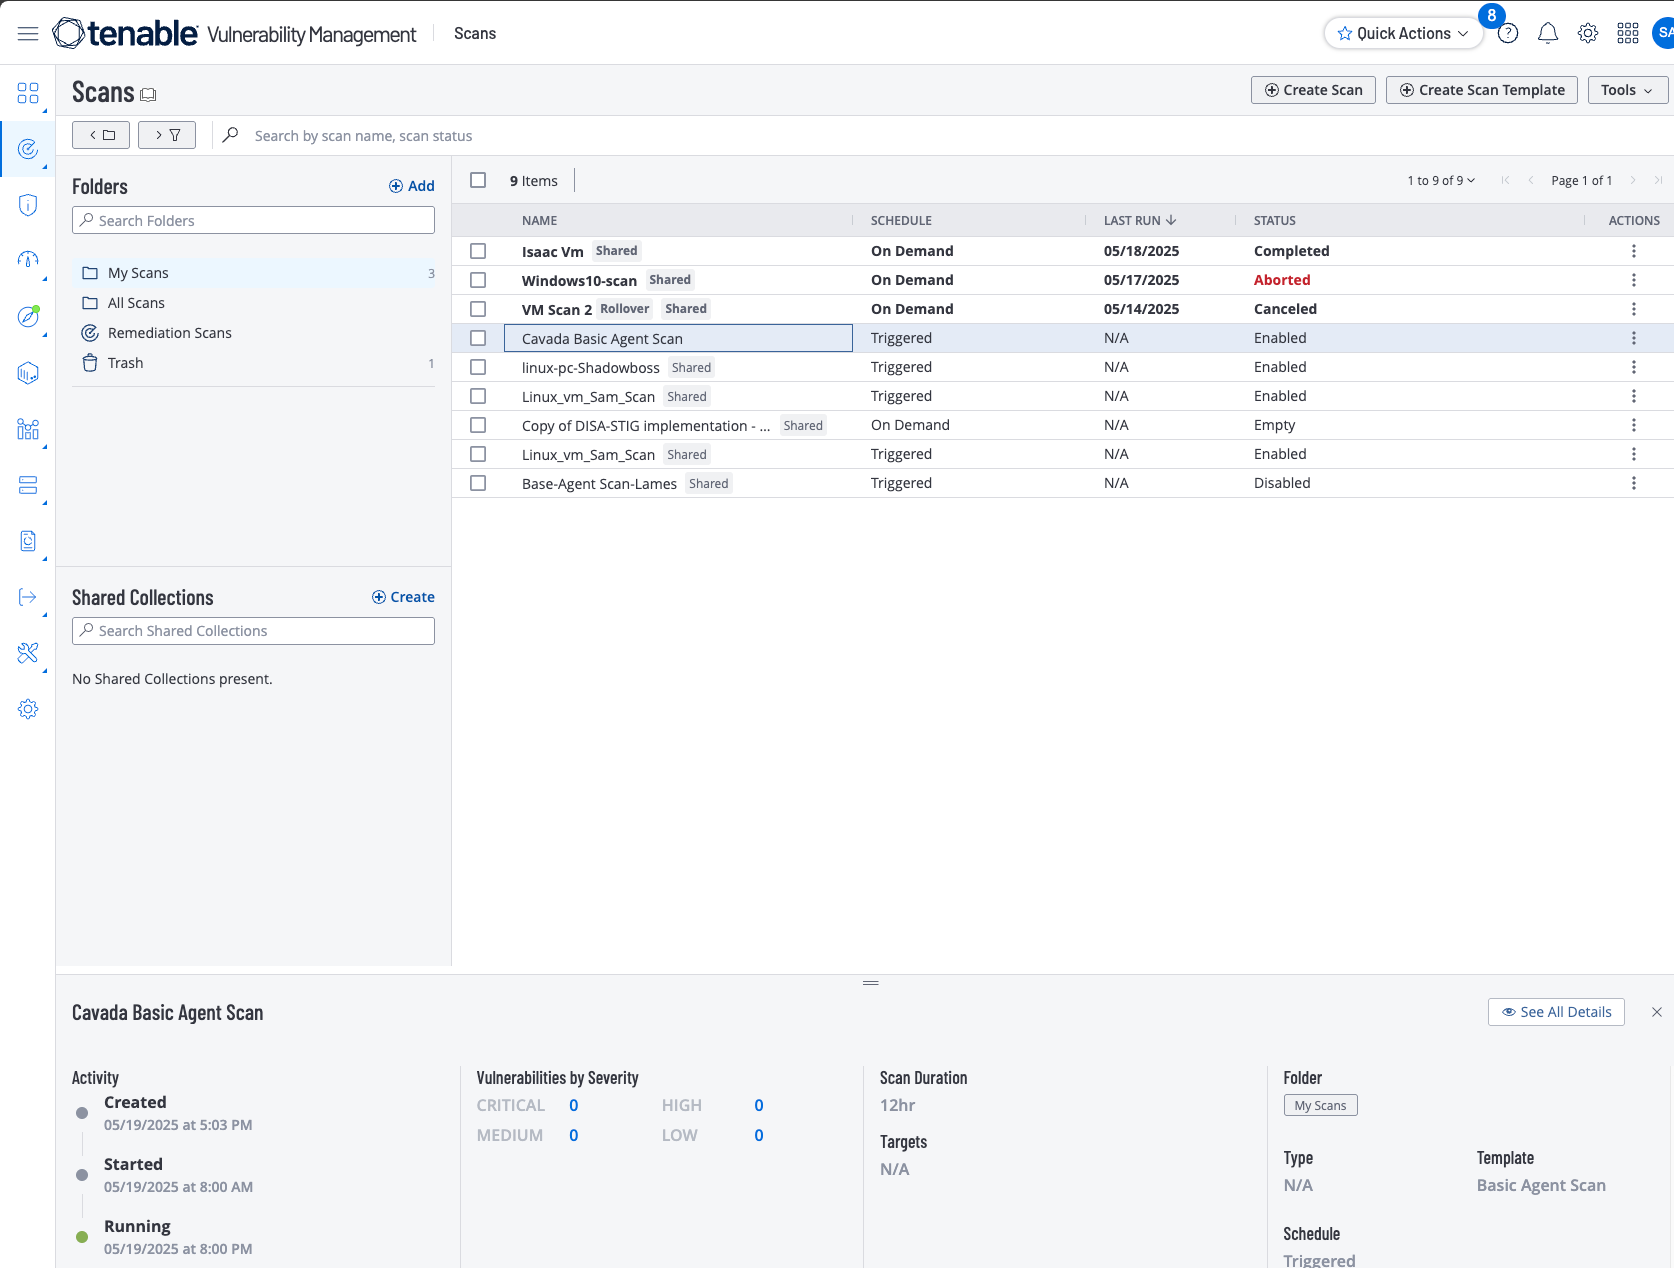 tenable Vulnerability Management
Scans
Quick Actions
8
SA
Scans
Create Scan
Create Scan Template
Tools
Search by scan name, scan status
Folders
Add
Search Folders
My Scans 3
All Scans
Remediation Scans
Trash 1
Shared Collections
Create
Search Shared Collections
No Shared Collections present.
9 Items
1 to 9 of 9
Page 1 of 1
NAME SCHEDULE LAST RUN STATUS ACTIONS
Isaac Vm Shared On Demand 05/18/2025 Completed
Windows10-scan Shared On Demand 05/17/2025 Aborted
VM Scan 2 Rollover Shared On Demand 05/14/2025 Canceled
Cavada Basic Agent Scan Triggered N/A Enabled
linux-pc-Shadowboss Shared Triggered N/A Enabled
Linux_vm_Sam_Scan Shared Triggered N/A Enabled
Copy of DISA-STIG implementation - ... Shared On Demand N/A Empty
Linux_vm_Sam_Scan Shared Triggered N/A Enabled
Base-Agent Scan-Lames Shared Triggered N/A Disabled
Cavada Basic Agent Scan
See All Details
Activity
Created
05/19/2025 at 5:03 PM
Started
05/19/2025 at 8:00 AM
Running
05/19/2025 at 8:00 PM
Vulnerabilities by Severity
CRITICAL 0 HIGH 0
MEDIUM 0 LOW 0
Scan Duration
12hr
Targets
N/A
Folder
My Scans
Type Template
N/A Basic Agent Scan
Schedule
Triggered